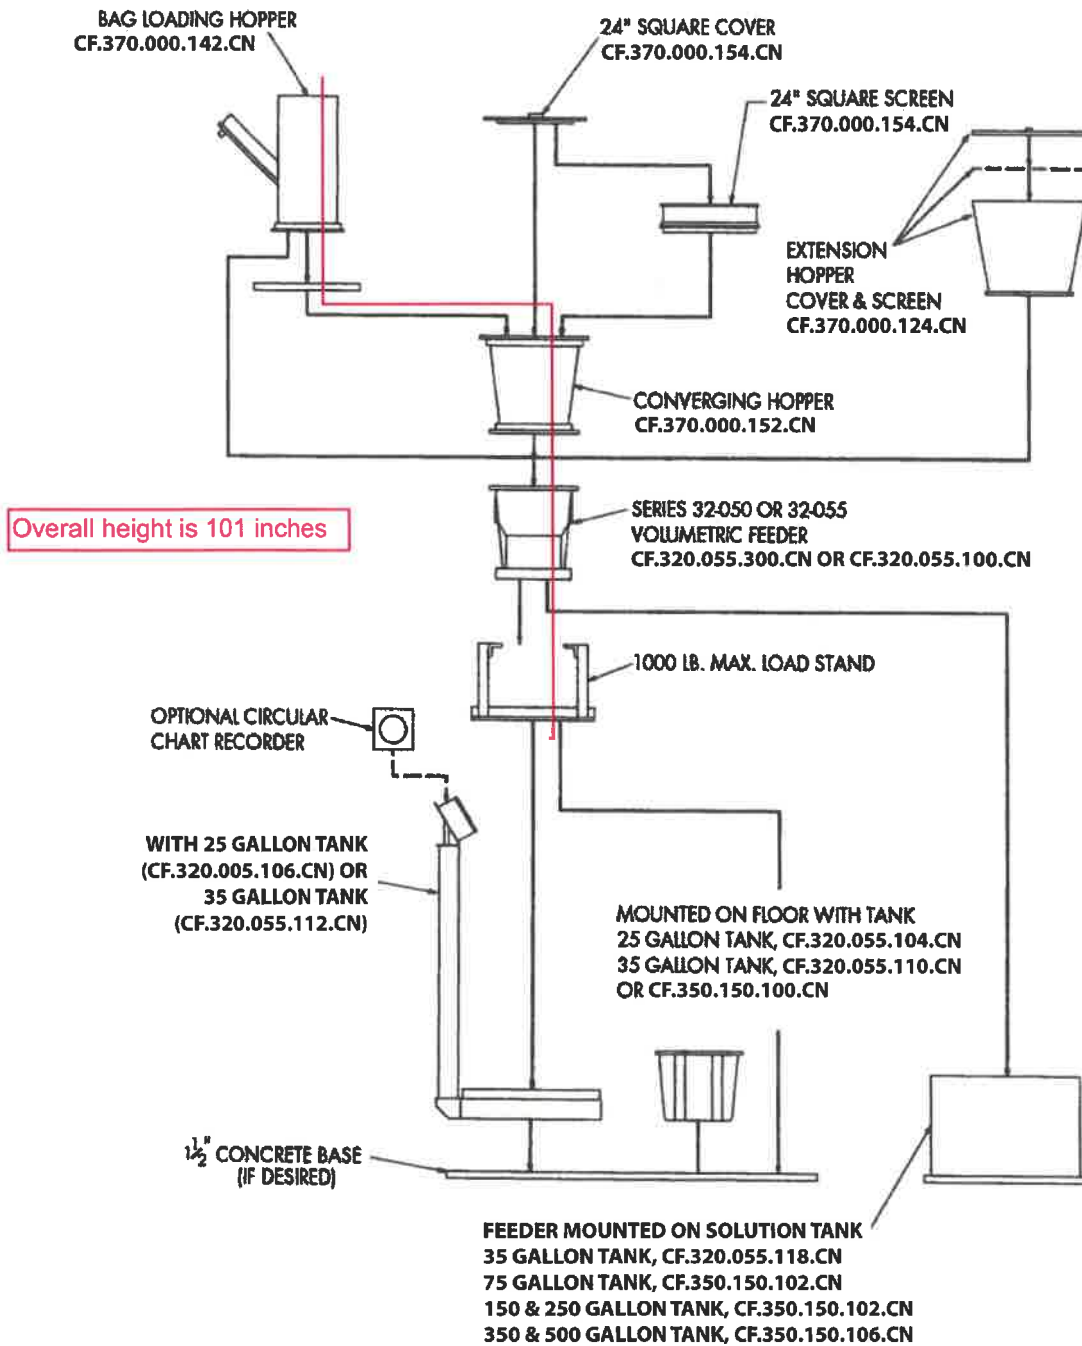 BAG LOADING HOPPER
CF.370.000.142.CN
24" SQUARE COVER
CF.370.000.154.CN
24" SQUARE SCREEN
CF.370.000.154.CN
EXTENSION
HOPPER
COVER & SCREEN
CF.370.000.124.CN
CONVERGING HOPPER
CF.370.000.152.CN
Overall height is 101 inches
SERIES 32-050 OR 32-055
VOLUMETRIC FEEDER
CF.320.055.300.CN OR CF.320.055.100.CN
1000 LB. MAX. LOAD STAND
OPTIONAL CIRCULAR
CHART RECORDER
WITH 25 GALLON TANK
(CF.320.005.106.CN) OR
35 GALLON TANK
(CF.320.055.112.CN)
MOUNTED ON FLOOR WITH TANK
25 GALLON TANK, CF.320.055.104.CN
35 GALLON TANK, CF.320.055.110.CN
OR CF.350.150.100.CN
1½" CONCRETE BASE
(IF DESIRED)
FEEDER MOUNTED ON SOLUTION TANK
35 GALLON TANK, CF.320.055.118.CN
75 GALLON TANK, CF.350.150.102.CN
150 & 250 GALLON TANK, CF.350.150.102.CN
350 & 500 GALLON TANK, CF.350.150.106.CN